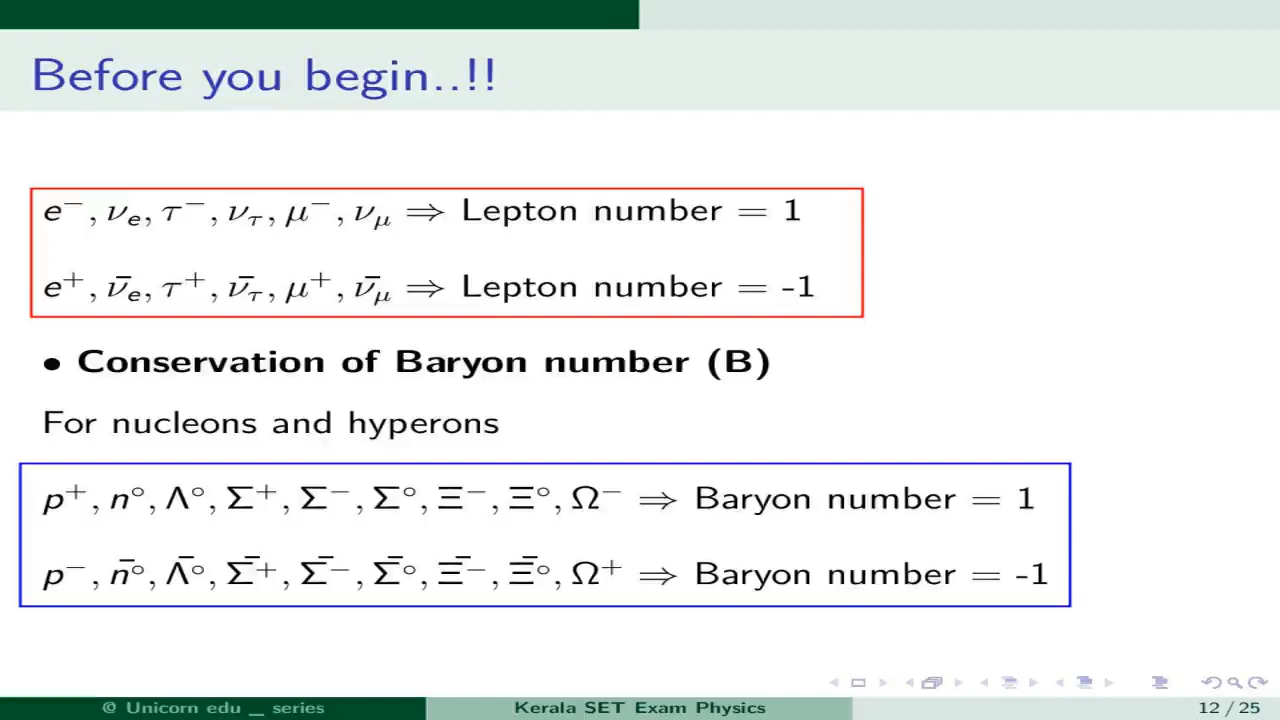 Before you begin..!!
e⁻, νₑ, τ⁻, ν_τ, μ⁻, ν_μ ⇒ Lepton number = 1
e⁺, ν̄ₑ, τ⁺, ν̄_τ, μ⁺, ν̄_μ ⇒ Lepton number = -1
• Conservation of Baryon number (B)
For nucleons and hyperons
p⁺, n°, Λ°, Σ⁺, Σ⁻, Σ°, Ξ⁻, Ξ°, Ω⁻ ⇒ Baryon number = 1
p⁻, n̄°, Λ̄°, Σ̄⁺, Σ̄⁻, Σ̄°, Ξ̄⁻, Ξ̄°, Ω⁺ ⇒ Baryon number = -1
@ Unicorn edu _ series
Kerala SET Exam Physics
12 / 25